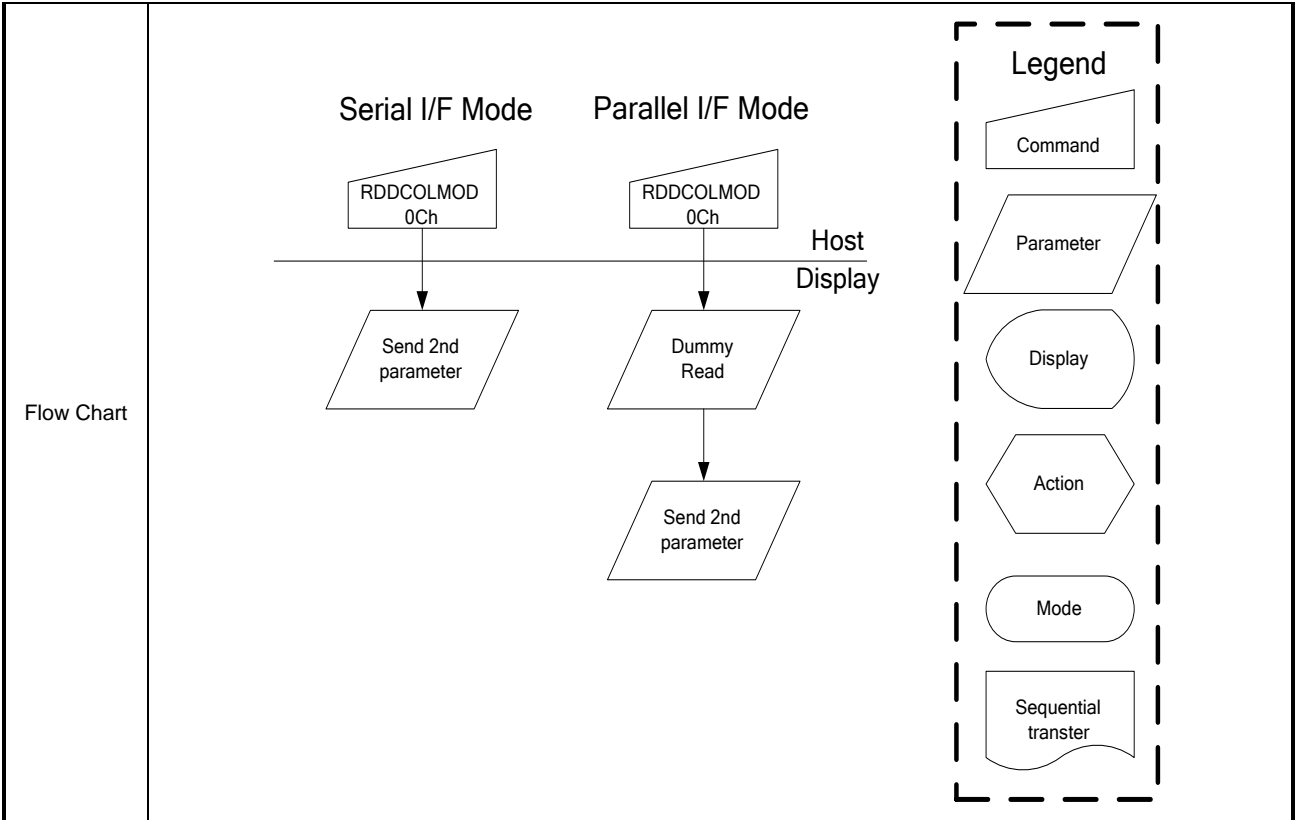 Flow Chart
Serial I/F Mode
RDDCOLMOD
0Ch
Send 2nd
parameter
Parallel I/F Mode
RDDCOLMOD
0Ch
Host
Display
Dummy
Read
Send 2nd
parameter
Legend
Command
Parameter
Display
Action
Mode
Sequential
transter